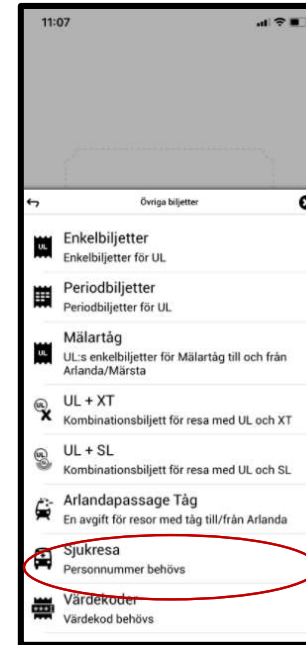 11:07
Övriga biljetter
UL
Enkelbiljetter
Enkelbiljetter för UL
Periodbiljetter
Periodbiljetter för UL
UL
Mälartåg
UL:s enkelbiljetter för Mälartåg till och från
Arlanda/Märsta
UL + XT
Kombinationsbiljett för resa med UL och XT
UL + SL
Kombinationsbiljett för resa med UL och SL
Arlandapassage Tåg
En avgift för resor med tåg till/från Arlanda
Sjukresa
Personnummer behövs
Värdekoder
Värdekod behövs